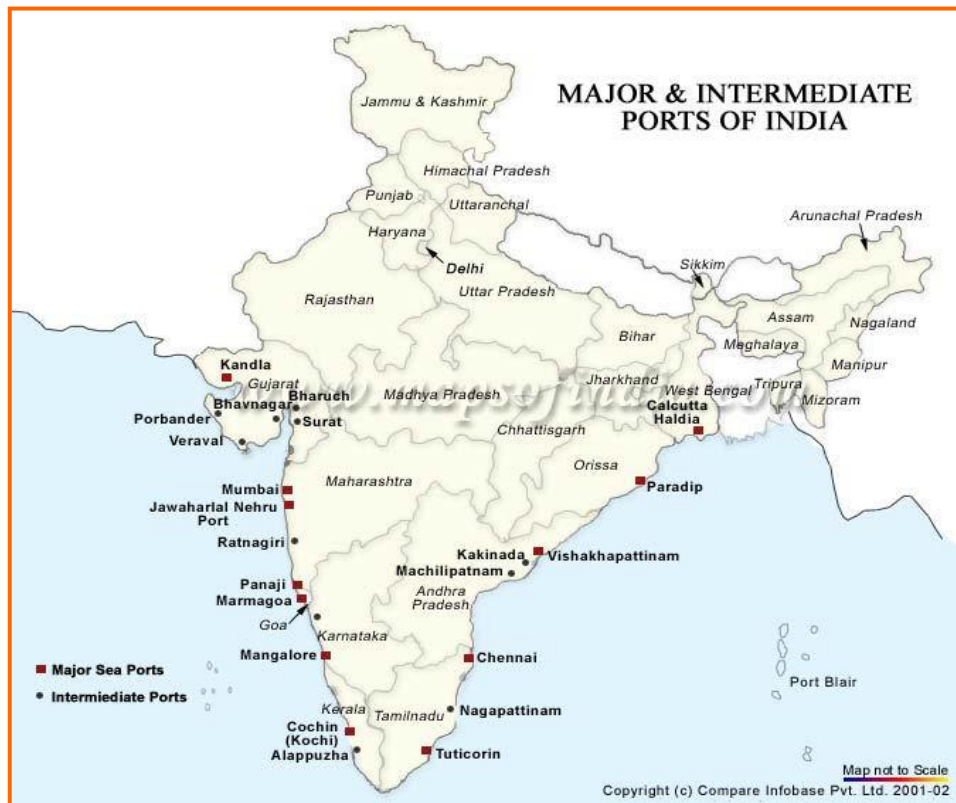 MAJOR & INTERMEDIATE
PORTS OF INDIA
Jammu & Kashmir
Himachal Pradesh
Punjab
Uttaranchal
Haryana
Delhi
Arunachal Pradesh
Sikkim
Rajasthan
Uttar Pradesh
Assam
Nagaland
Bihar
Meghalaya
Manipur
Kandla
Gujarat
Jharkhand
West Bengal
Tripura
Mizoram
www.mapsofindia.com
Bhavnagar
Bharuch
Madhya Pradesh
Calcutta
Haldia
Porbander
Surat
Chhattisgarh
Veraval
Orissa
Maharashtra
Mumbai
Paradip
Jawaharlal Nehru
Port
Ratnagiri
Kakinada
Vishakhapattinam
Machilipatnam
Panaji
Andhra
Pradesh
Marmagoa
Goa
Karnataka
Mangalore
Chennai
Major Sea Ports
Intermiediate Ports
Port Blair
Kerala
Tamilnadu
Nagapattinam
Cochin
(Kochi)
Alappuzha
Tuticorin
Map not to Scale
Copyright (c) Compare Infobase Pvt. Ltd. 2001-02